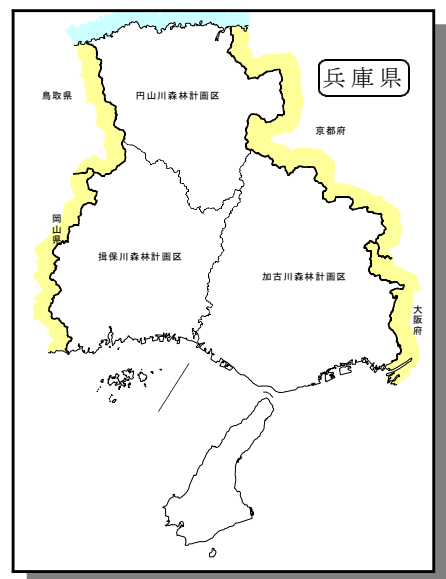 兵庫県
鳥取県
円山川森林計画区
京都府
岡山県
揖保川森林計画区
加古川森林計画区
大阪府